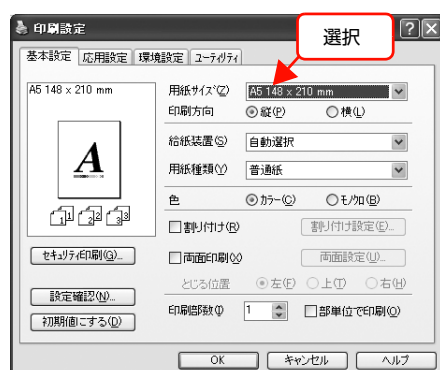 印刷設定
選択
基本設定 応用設定 環境設定 ユーティリティ
A5 148 x 210 mm
用紙サイズ(Z) A5 148 x 210 mm
印刷方向 縦(P) 横(L)
給紙装置(S) 自動選択
用紙種類(Y) 普通紙
A
色 カラー(C) モノクロ(B)
1 1 2 2 3 3
割り付け(R) 割り付け設定(E)...
セキュリティ印刷(G)...
両面印刷(X) 両面設定(U)...
とじる位置 左(F) 上(T) 右(H)
設定確認(N)...
印刷部数(I) 1 部単位で印刷(O)
初期値にする(D)
OK キャンセル ヘルプ